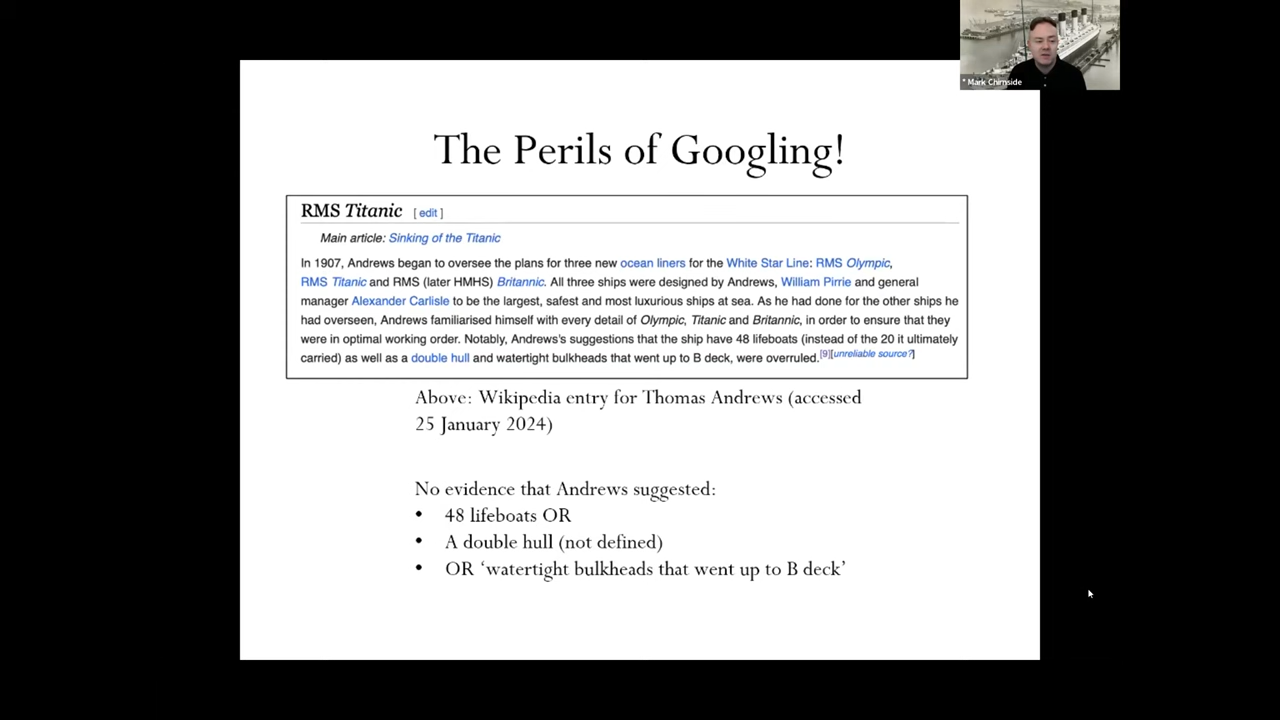 * Mark Chirnside
The Perils of Googling!
RMS Titanic [ edit ]
Main article: Sinking of the Titanic
In 1907, Andrews began to oversee the plans for three new ocean liners for the White Star Line: RMS Olympic,
RMS Titanic and RMS (later HMHS) Britannic. All three ships were designed by Andrews, William Pirrie and general
manager Alexander Carlisle to be the largest, safest and most luxurious ships at sea. As he had done for the other ships he
had overseen, Andrews familiarised himself with every detail of Olympic, Titanic and Britannic, in order to ensure that they
were in optimal working order. Notably, Andrews's suggestions that the ship have 48 lifeboats (instead of the 20 it ultimately
carried) as well as a double hull and watertight bulkheads that went up to B deck, were overruled.[9][unreliable source?]
Above: Wikipedia entry for Thomas Andrews (accessed
25 January 2024)
No evidence that Andrews suggested:
• 48 lifeboats OR
• A double hull (not defined)
• OR ‘watertight bulkheads that went up to B deck’